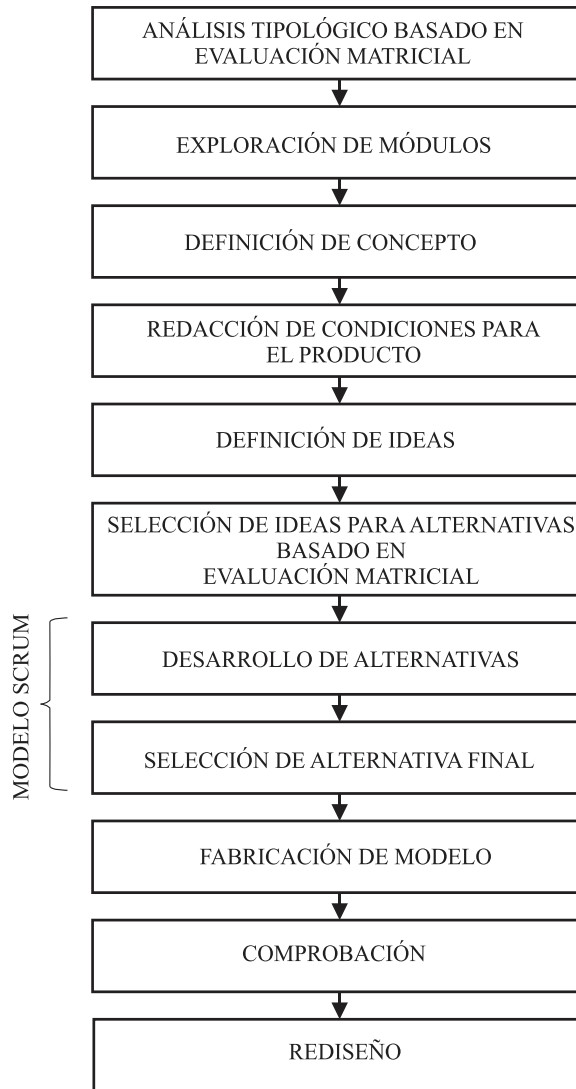 ANÁLISIS TIPOLÓGICO BASADO EN
EVALUACIÓN MATRICIAL
EXPLORACIÓN DE MÓDULOS
DEFINICIÓN DE CONCEPTO
REDACCIÓN DE CONDICIONES PARA
EL PRODUCTO
DEFINICIÓN DE IDEAS
SELECCIÓN DE IDEAS PARA ALTERNATIVAS
BASADO EN
EVALUACIÓN MATRICIAL
MODELO SCRUM
DESARROLLO DE ALTERNATIVAS
SELECCIÓN DE ALTERNATIVA FINAL
FABRICACIÓN DE MODELO
COMPROBACIÓN
REDISEÑO